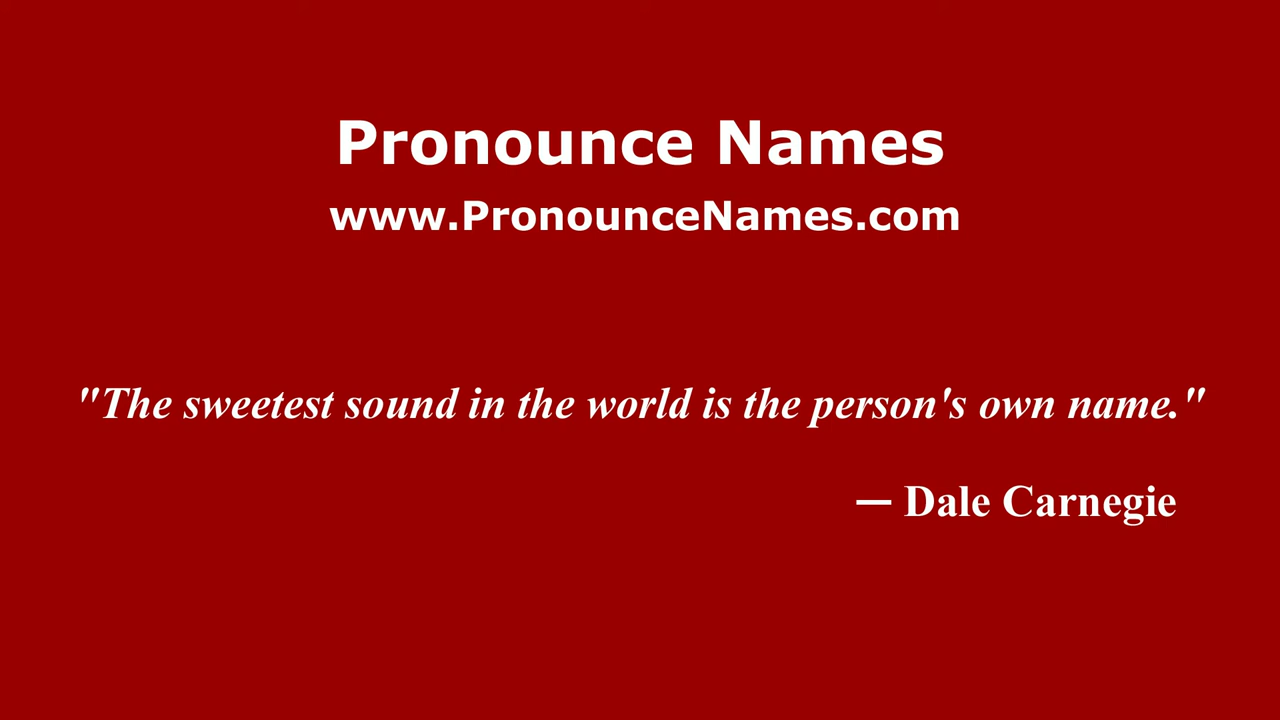 Pronounce Names
www.PronounceNames.com
"The sweetest sound in the world is the person's own name."
— Dale Carnegie